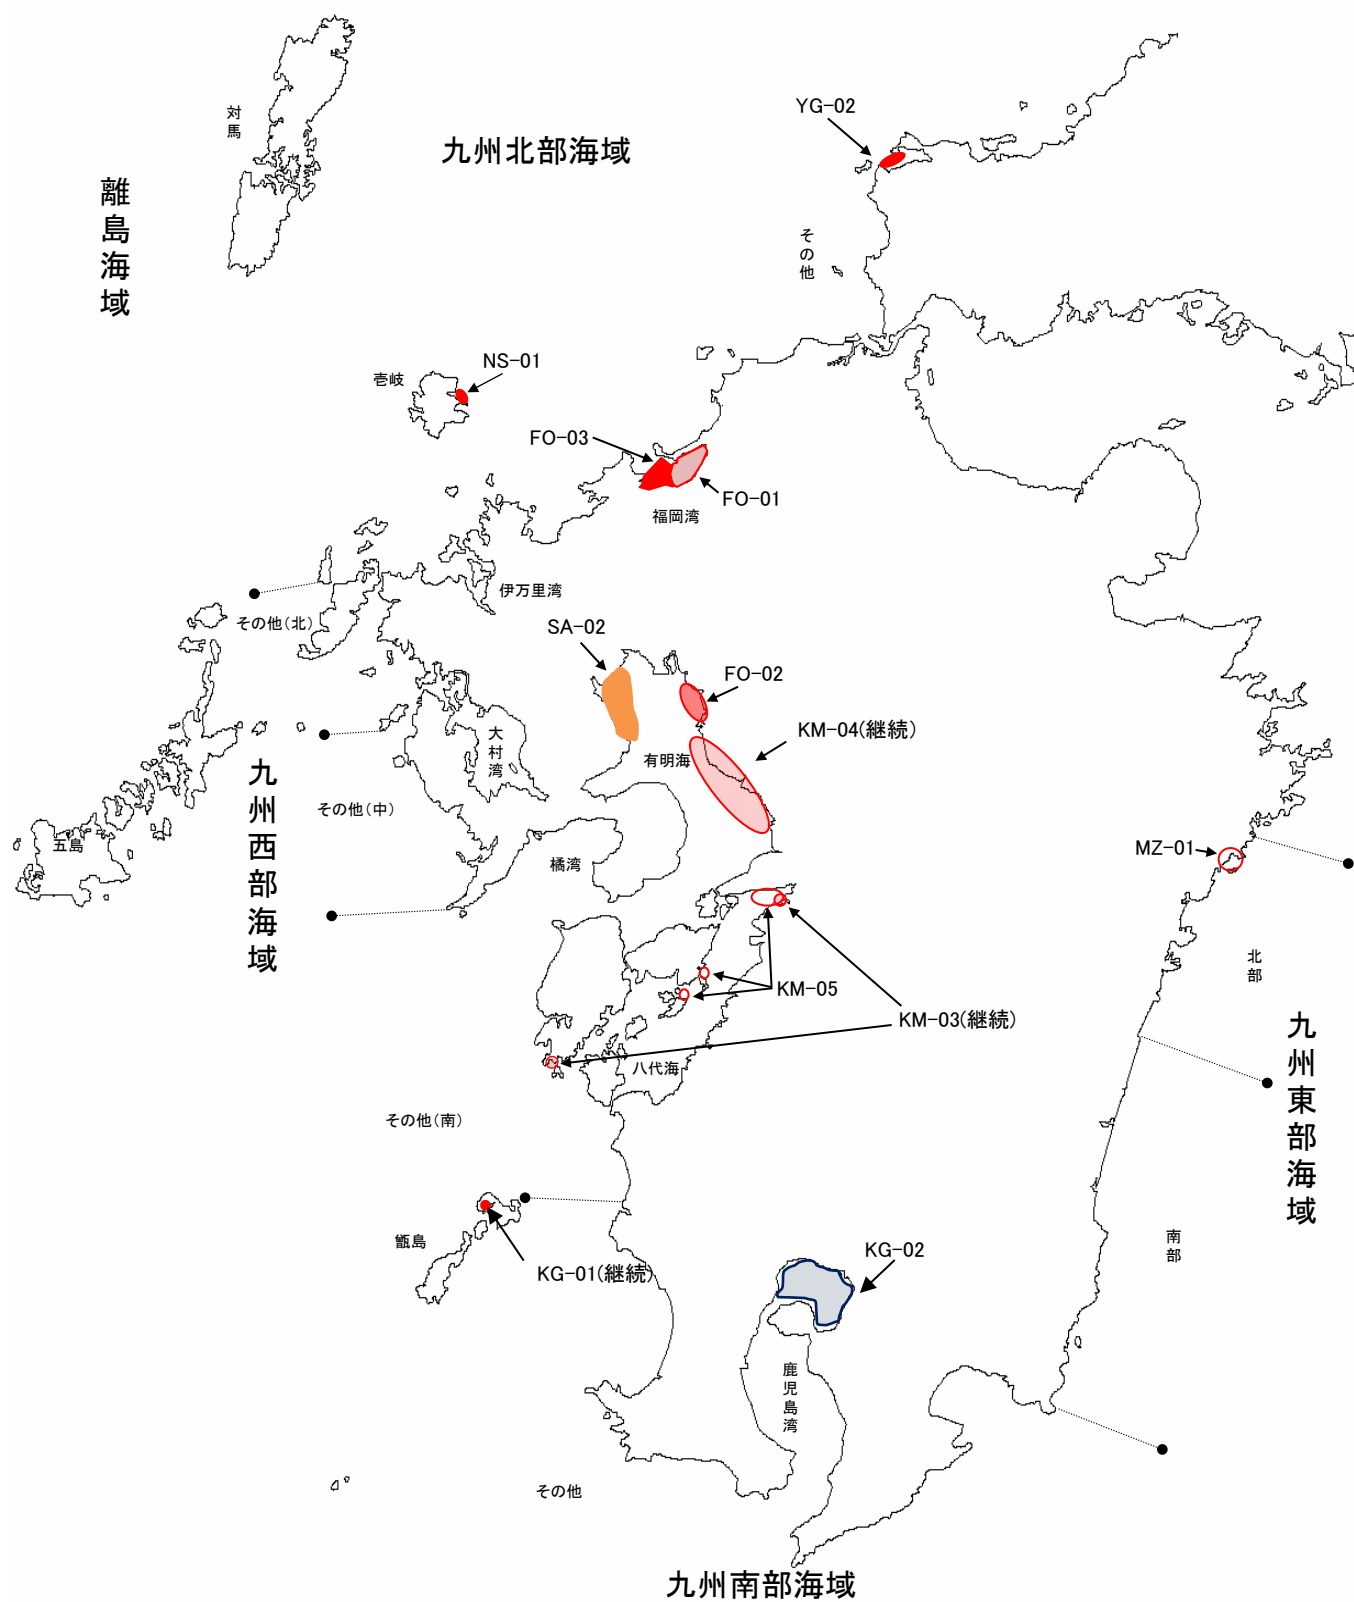 YG-02
対馬
九州北部海域
離島海域
その他
NS-01
壱岐
FO-03
FO-01
福岡湾
伊万里湾
その他(北)
SA-02
FO-02
KM-04(継続)
大村湾
有明海
九州西部海域
その他(中)
五島
橘湾
MZ-01
北部
KM-05
KM-03(継続)
九州東部海域
八代海
その他(南)
甑島
KG-01(継続)
南部
KG-02
鹿児島湾
その他
九州南部海域